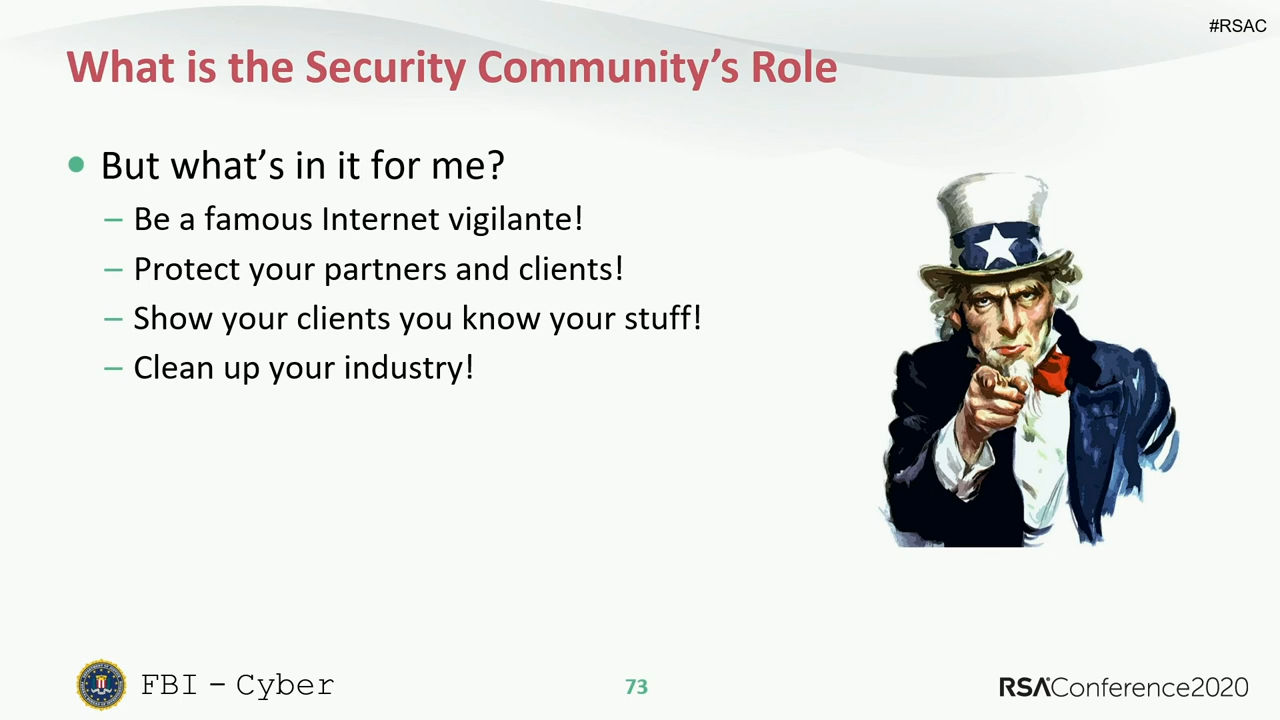 #RSAC
What is the Security Community’s Role
But what’s in it for me?
– Be a famous Internet vigilante!
– Protect your partners and clients!
– Show your clients you know your stuff!
– Clean up your industry!
FBI – Cyber
73
RSAConference2020